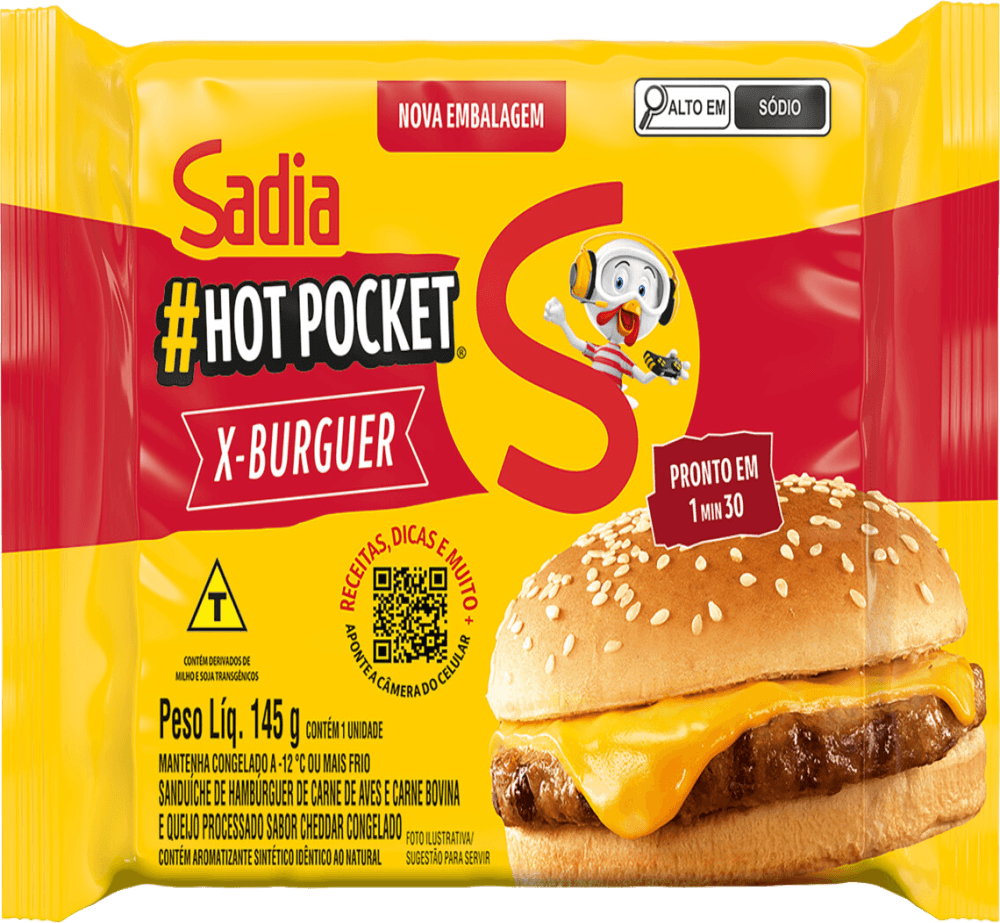 NOVA EMBALAGEM
ALTO EM
SÓDIO
Sadia
#HOT POCKET®
X-BURGUER
S
PRONTO EM
1 MIN 30
RECEITAS, DICAS E MUITO +
APONTE A CÂMERA DO CELULAR
T
CONTÉM DERIVADOS DE
MILHO E SOJA TRANSGÊNICOS
Peso Líq. 145 g CONTÉM 1 UNIDADE
MANTENHA CONGELADO A -12 °C OU MAIS FRIO
SANDUÍCHE DE HAMBÚRGUER DE CARNE DE AVES E CARNE BOVINA
E QUEIJO PROCESSADO SABOR CHEDDAR CONGELADO
CONTÉM AROMATIZANTE SINTÉTICO IDÊNTICO AO NATURAL
FOTO ILUSTRATIVA/
SUGESTÃO PARA SERVIR